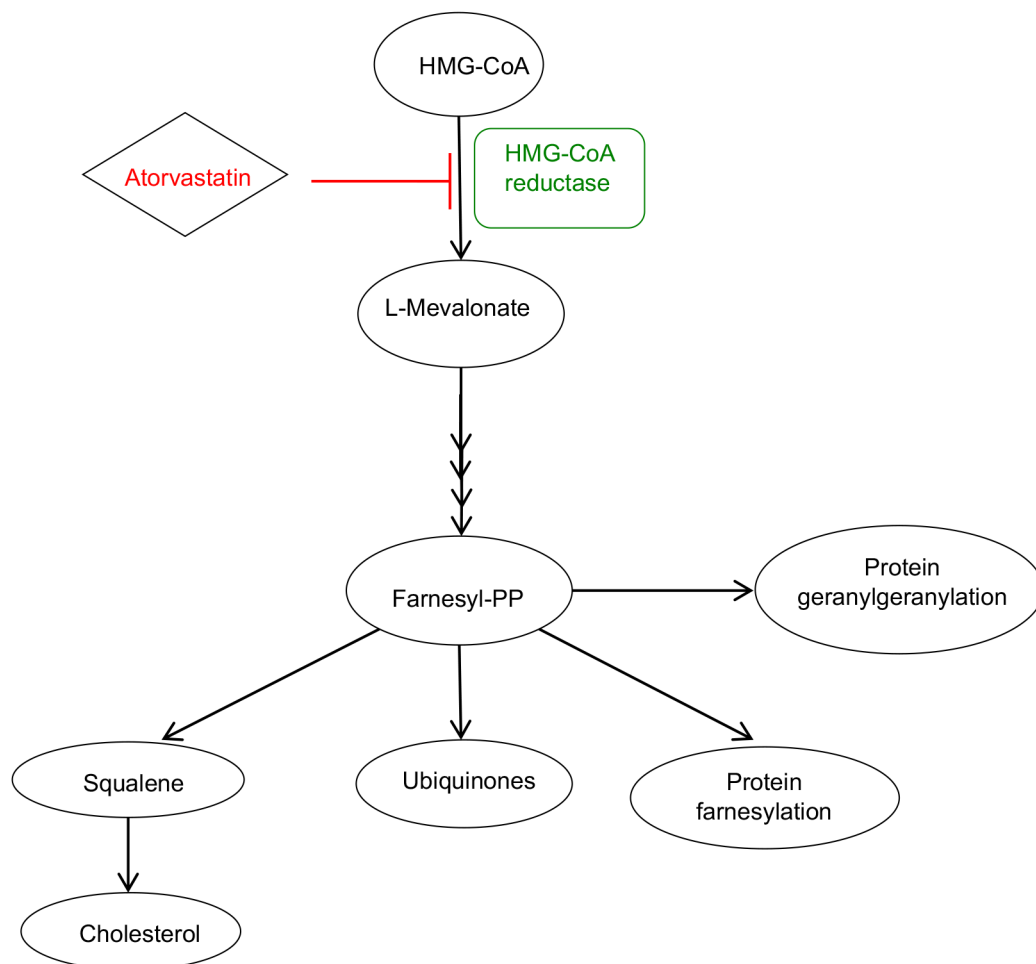 HMG-CoA
HMG-CoA
reductase
Atorvastatin
L-Mevalonate
Farnesyl-PP
Protein
geranylgeranylation
Squalene
Ubiquinones
Protein
farnesylation
Cholesterol